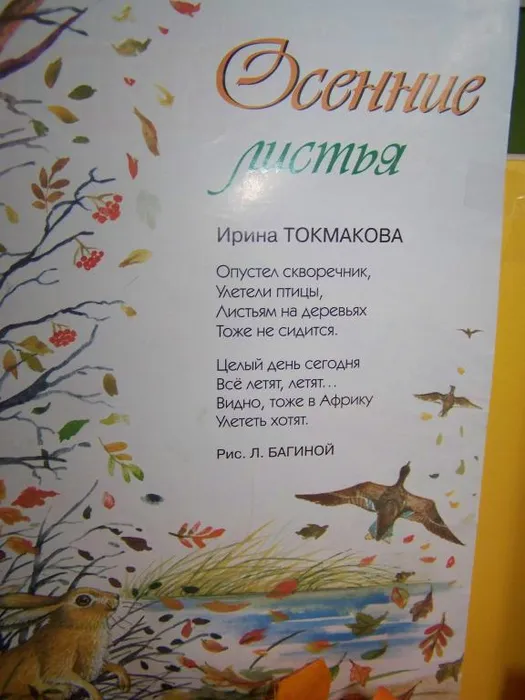 Осенние
листья
Ирина ТОКМАКОВА
Опустел скворечник,
Улетели птицы,
Листьям на деревьях
Тоже не сидится.
Целый день сегодня
Всё летят, летят...
Видно, тоже в Африку
Улететь хотят.
Рис. Л. БАГИНОЙ